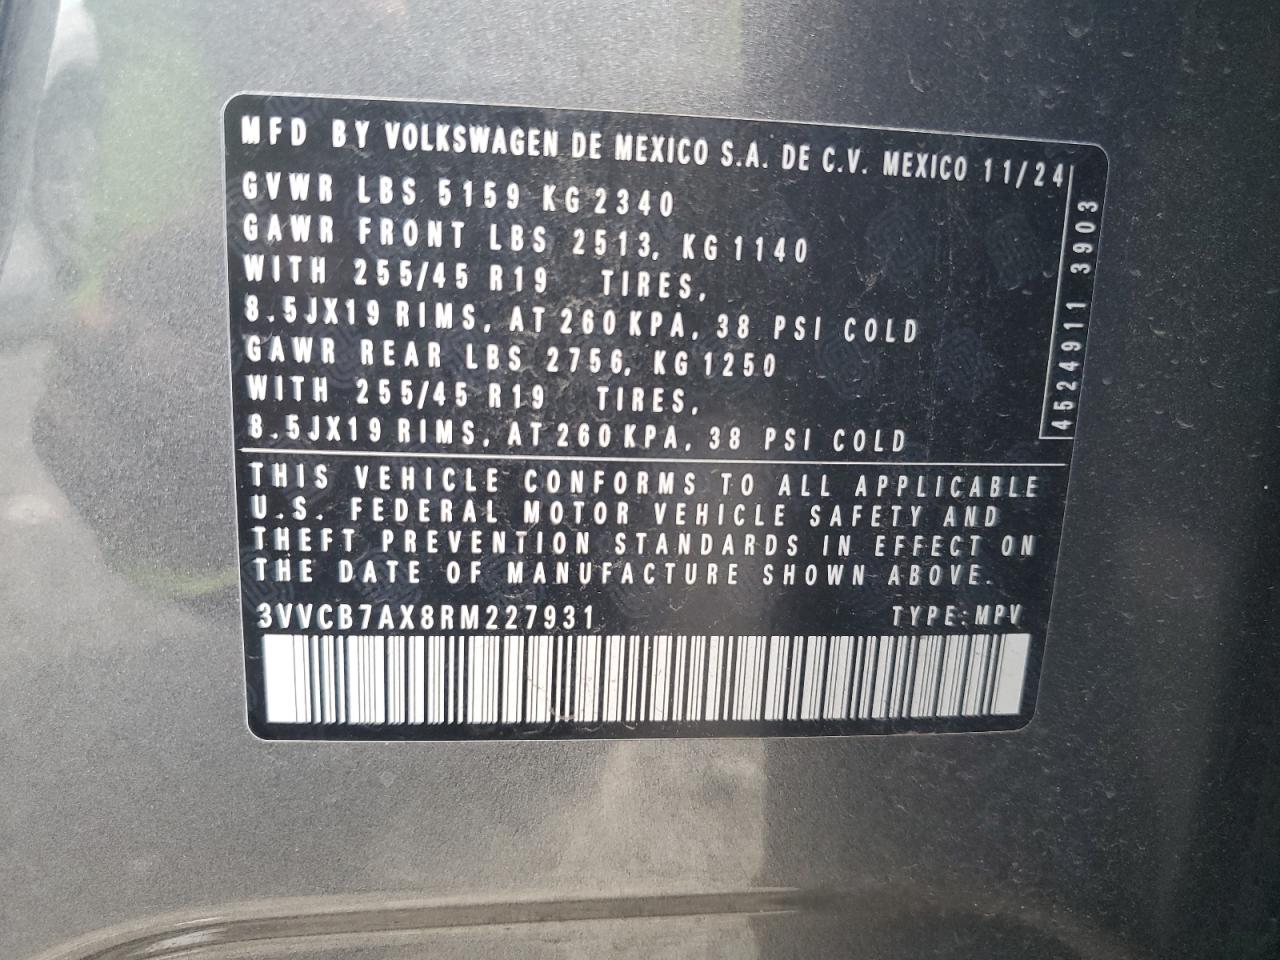 MFD BY VOLKSWAGEN DE MEXICO S.A. DE C.V. MEXICO 11/24
GVWR LBS 5159 KG 2340
GAWR FRONT LBS 2513, KG 1140
WITH 255/45 R19 TIRES,
8.5JX19 RIMS, AT 260 KPA, 38 PSI COLD
GAWR REAR LBS 2756, KG 1250
WITH 255/45 R19 TIRES,
8.5JX19 RIMS, AT 260 KPA, 38 PSI COLD
4524911 3903
THIS VEHICLE CONFORMS TO ALL APPLICABLE
U.S. FEDERAL MOTOR VEHICLE SAFETY AND
THEFT PREVENTION STANDARDS IN EFFECT ON
THE DATE OF MANUFACTURE SHOWN ABOVE.
3VVCB7AX8RM227931 TYPE: MPV